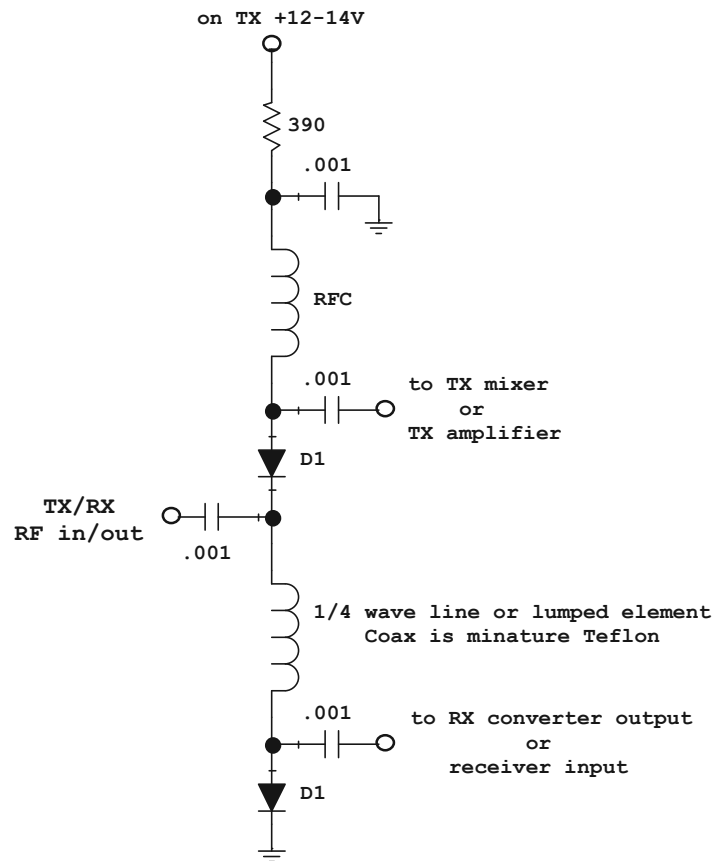 on TX +12-14V
390
.001
RFC
.001
to TX mixer
or
TX amplifier
D1
TX/RX
RF in/out
.001
1/4 wave line or lumped element
Coax is minature Teflon
.001
to RX converter output
or
receiver input
D1